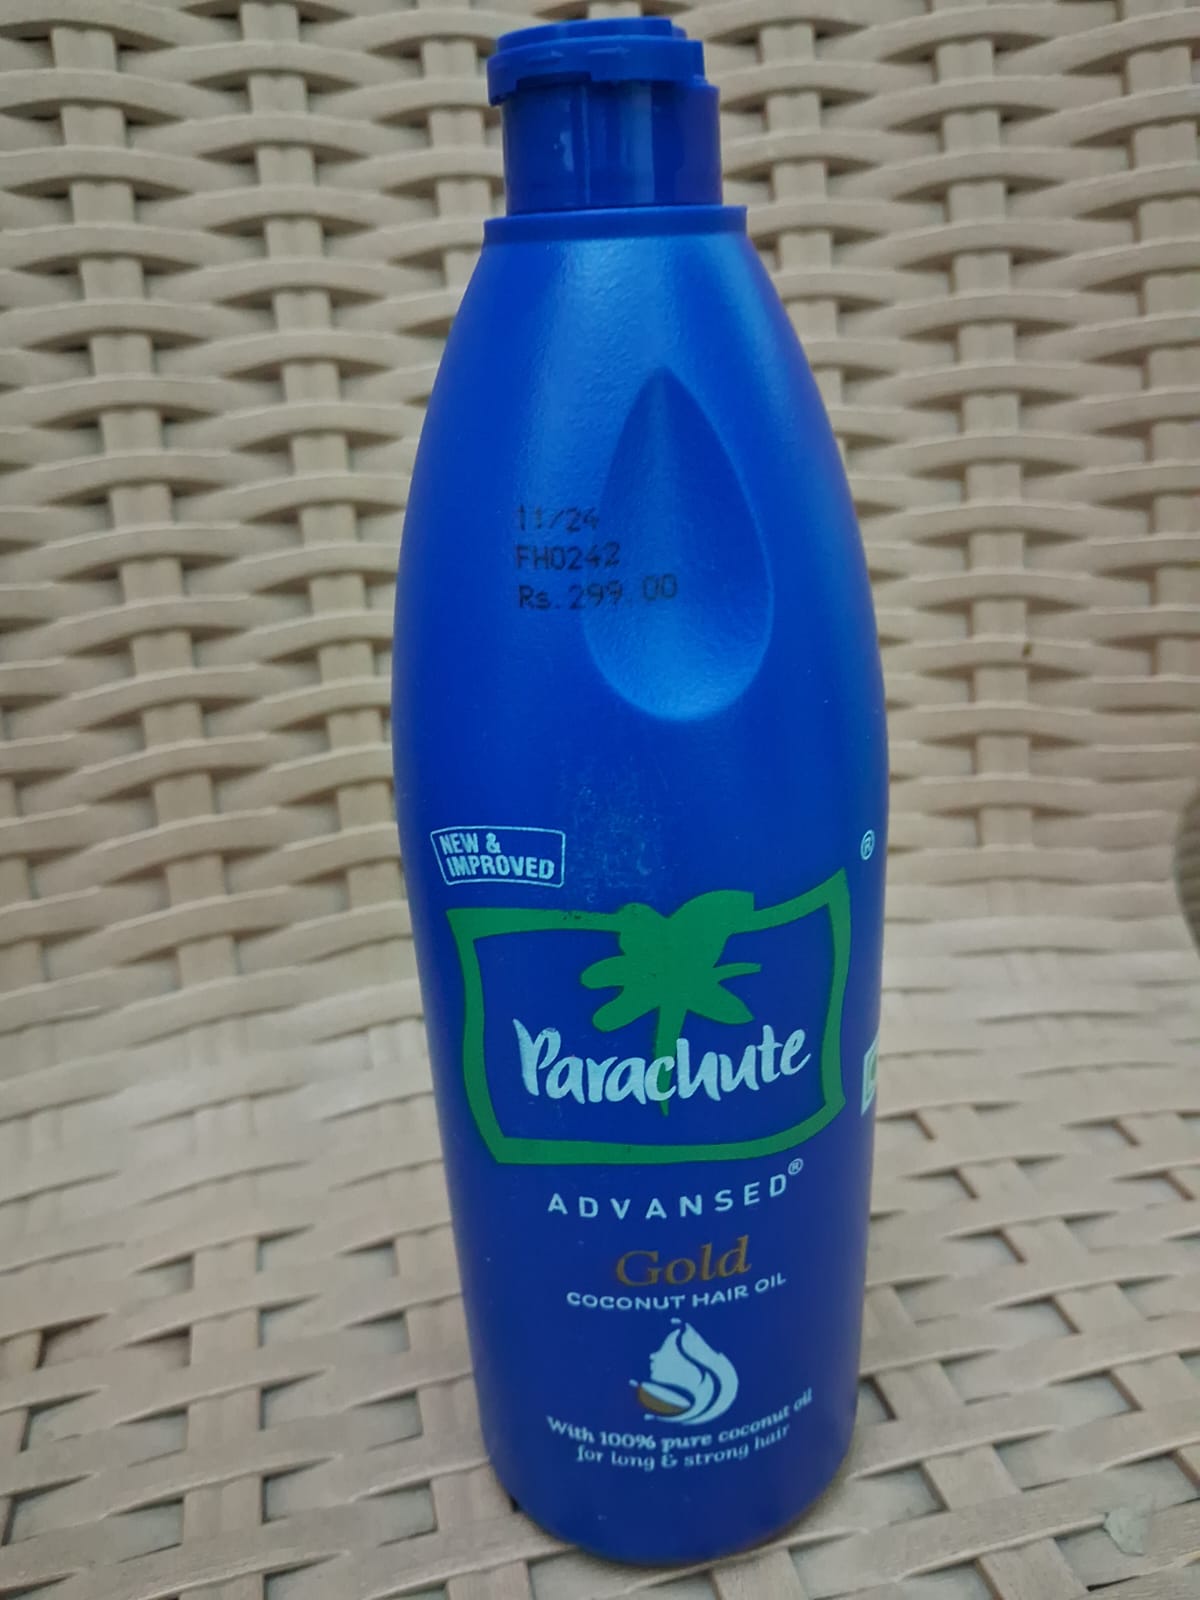 11/24
FH0242
Rs. 299.00
NEW &
IMPROVED
®
Parachute
ADVANSED®
Gold
COCONUT HAIR OIL
With 100% pure coconut oil
for long & strong hair